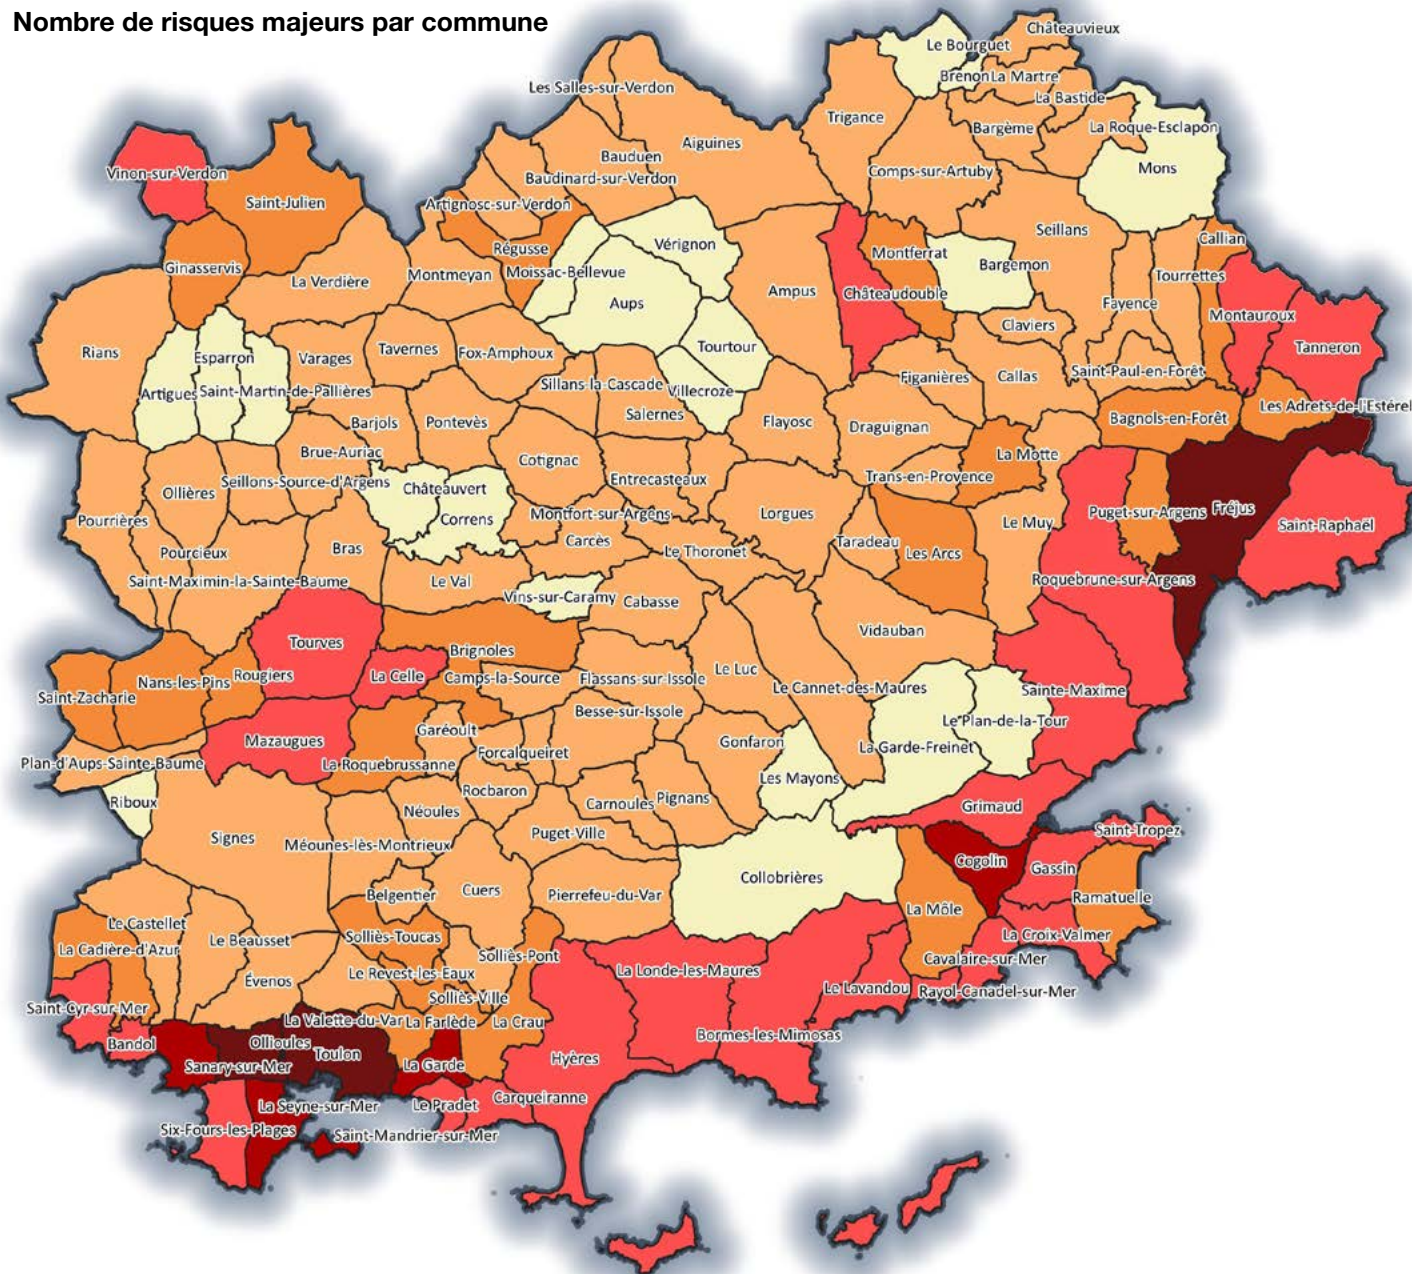 Nombre de risques majeurs par commune
Châteauvieux
Le Bourguet
Brenon
La Martre
Les Salles-sur-Verdon
La Bastide
Trigance
Bargème
La Roque-Esclapon
Aiguines
Bauduen
Mons
Vinon-sur-Verdon
Comps-sur-Artuby
Baudinard-sur-Verdon
Saint-Julien
Artignosc-sur-Verdon
Seillans
Callian
Vérignon
Régusse
Montferrat
Bargemon
Ginasservis
Moissac-Bellevue
Montmeyan
Tourrettes
La Verdière
Ampus
Châteaudouble
Aups
Fayence
Montauroux
Claviers
Tourtour
Tanneron
Rians
Esparron
Varages
Tavernes
Fox-Amphoux
Saint-Paul-en-Forêt
Figanières
Callas
Sillans-la-Cascade
Villecroze
Artigues
Saint-Martin-de-Pallières
Les Adrets-de-l'Estérel
Salernes
Bagnols-en-Forêt
Barjols
Pontevès
Flayosc
Draguignan
Brue-Auriac
La Motte
Cotignac
Trans-en-Provence
Entrecasteaux
Seillons-Source-d'Argens
Châteauvert
Ollières
Fréjus
Puget-sur-Argens
Lorgues
Montfort-sur-Argens
Correns
Pourrières
Le Muy
Saint-Raphaël
Carcès
Taradeau
Bras
Pourcieux
Le Thoronet
Les Arcs
Saint-Maximin-la-Sainte-Baume
Le Val
Roquebrune-sur-Argens
Vins-sur-Caramy
Cabasse
Vidauban
Tourves
Brignoles
Le Luc
Rougiers
La Celle
Camps-la-Source
Flassans-sur-Issole
Nans-les-Pins
Le Cannet-des-Maures
Sainte-Maxime
Saint-Zacharie
Besse-sur-Issole
Le Plan-de-la-Tour
Garéoult
Mazaugues
Gonfaron
La Garde-Freinet
Forcalqueiret
Plan-d'Aups-Sainte-Baume
La Roquebrussanne
Les Mayons
Rocbaron
Pignans
Riboux
Carnoules
Grimaud
Néoules
Saint-Tropez
Puget-Ville
Signes
Méounes-lès-Montrieux
Cogolin
Gassin
Collobrières
Cuers
Belgentier
Pierrefeu-du-Var
Ramatuelle
La Môle
Le Castellet
La Croix-Valmer
Solliès-Toucas
Le Beausset
La Cadière-d'Azur
Solliès-Pont
Cavalaire-sur-Mer
La Londe-les-Maures
Le Revest-les-Eaux
Évenos
Le Lavandou
Rayol-Canadel-sur-Mer
Solliès-Ville
Saint-Cyr-sur-Mer
La Valette-du-Var
La Farlède
La Crau
Bormes-les-Mimosas
Bandol
Ollioules
Toulon
Hyères
Sanary-sur-Mer
La Garde
Carqueiranne
La Seyne-sur-Mer
Le Pradet
Six-Fours-les-Plages
Saint-Mandrier-sur-Mer